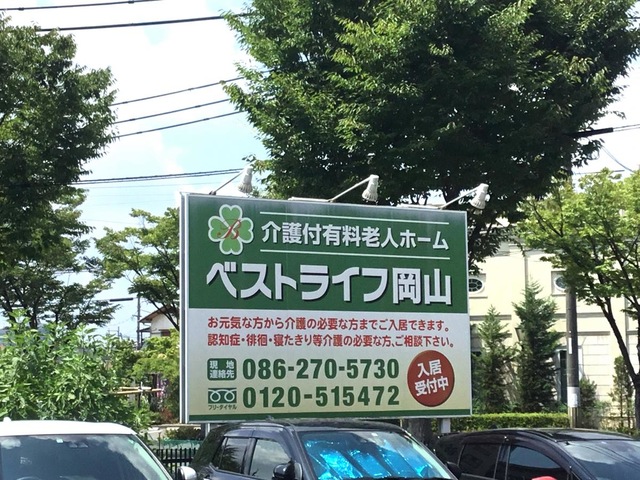 介護付有料老人ホーム
ベストライフ岡山
お元気な方から介護の必要な方までご入居できます。
認知症・徘徊・寝たきり等介護の必要な方、ご相談下さい。
現地連絡先 086-270-5730
フリーダイヤル 0120-515472
入居受付中